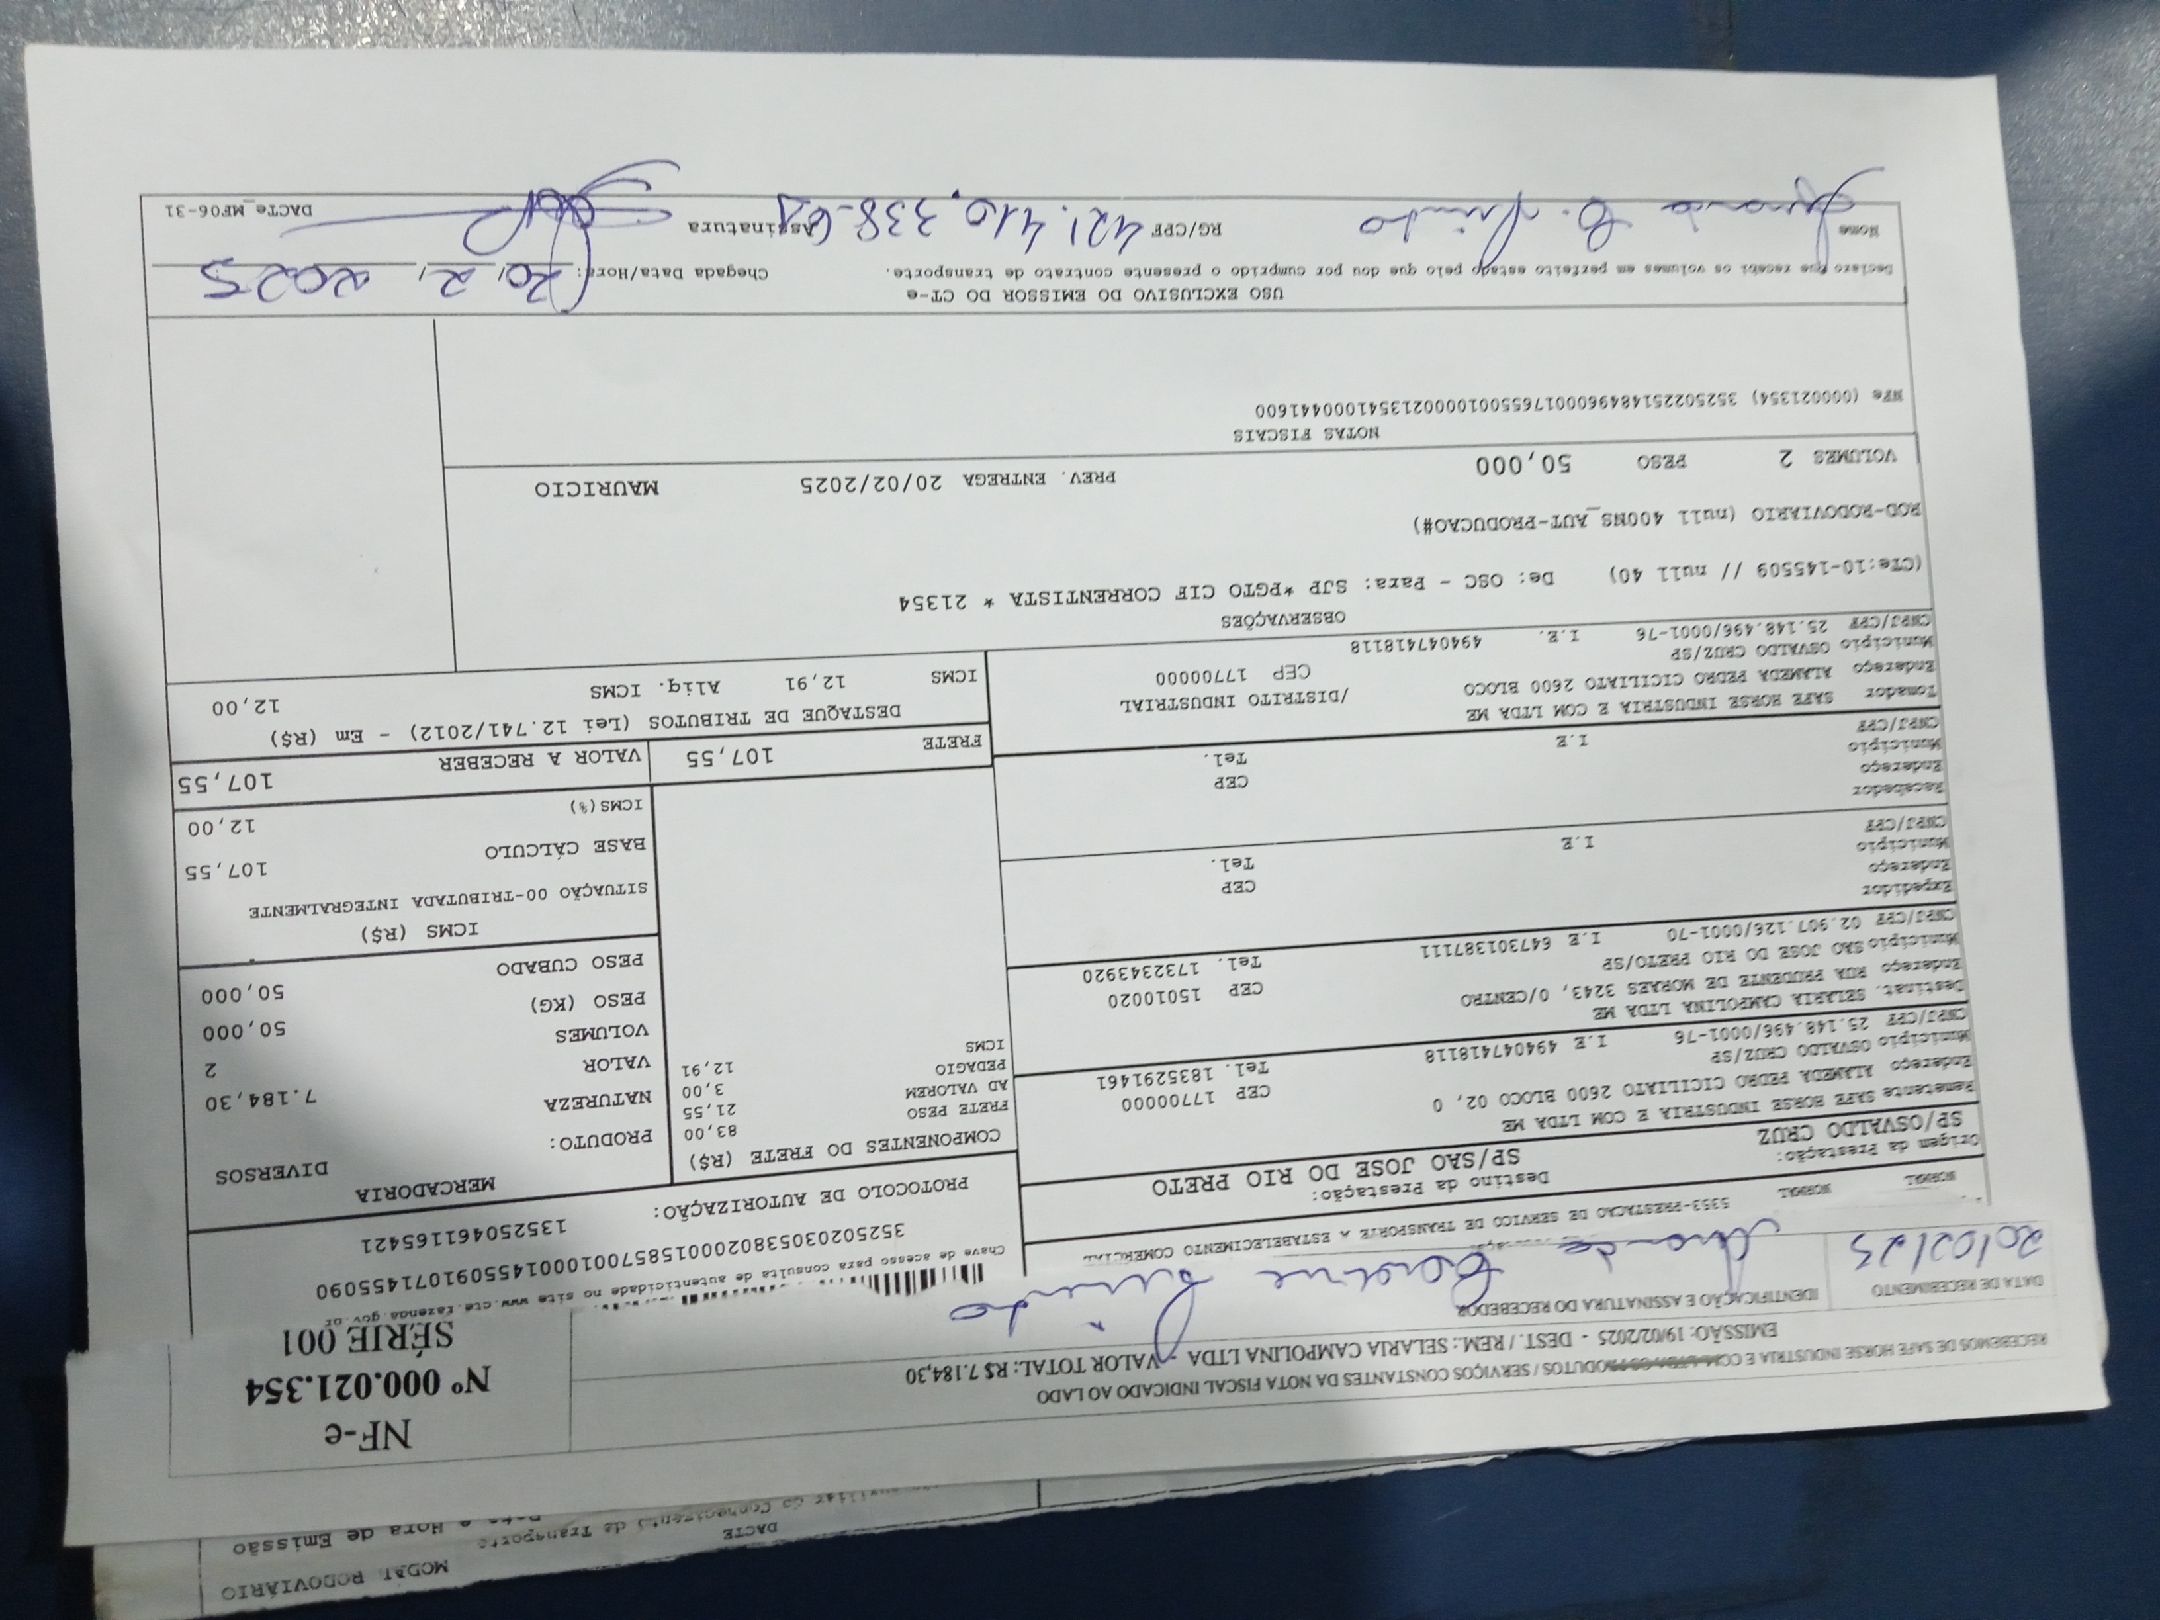 MODAL RODOVIÁRIO
DACTE
Data e Hora de Emissão
RECEBEMOS DE SAFE HORSE INDUSTRIA E COM LTDA ME PRODUTOS / SERVIÇOS CONSTANTES DA NOTA FISCAL INDICADO AO LADO
EMISSÃO: 19/02/2025 - DEST. / REM.: SELARIA CAMPOLINA LTDA - VALOR TOTAL: R$ 7.184,30
DATA DE RECEBIMENTO
20/02/25
IDENTIFICAÇÃO E ASSINATURA DO RECEBEDOR
NF-e
Nº 000.021.354
SÉRIE 001
Chave de acesso para consulta de autenticidade no site www.cte.fazenda.gov.br
35250203053802000158570010001455091071455090
PROTOCOLO DE AUTORIZAÇÃO: 135250461165421
NORMAL NORMAL 5353-PRESTACAO DE SERVICO DE TRANSPORTE A ESTABELECIMENTO COMERCIAL
Origem da Prestação:
SP/OSVALDO CRUZ
Destino da Prestação:
SP/SAO JOSE DO RIO PRETO
Remetente SAFE HORSE INDUSTRIA E COM LTDA ME
Endereço ALAMEDA PEDRO CICILIATO 2600 BLOCO 02, 0 CEP 17700000
Município OSVALDO CRUZ/SP Tel. 1835291461
CNPJ/CPF 25.148.496/0001-76 I.E 494047418118
Destinat. SELARIA CAMPOLINA LTDA ME
Endereço RUA PRUDENTE DE MORAES 3243, 0/CENTRO CEP 15010020
Município SAO JOSE DO RIO PRETO/SP Tel. 1732343920
CNPJ/CPF 02.907.126/0001-70 I.E 647301387111
Expedidor
Endereço CEP
Município Tel.
CNPJ/CPF I.E
Recebedor
Endereço CEP
Município Tel.
CNPJ/CPF I.E
Tomador SAFE HORSE INDUSTRIA E COM LTDA ME
Endereço ALAMEDA PEDRO CICILIATO 2600 BLOCO /DISTRITO INDUSTRIAL
Município OSVALDO CRUZ/SP CEP 17700000
CNPJ/CPF 25.148.496/0001-76 I.E. 494047418118
COMPONENTES DO FRETE (R$)
FRETE PESO 83,00
AD VALOREM 21,55
PEDAGIO 3,00
ICMS 12,91
MERCADORIA
PRODUTO: DIVERSOS
NATUREZA
VALOR 7.184,30
VOLUMES 2
PESO (KG) 50,000
PESO CUBADO 50,000
ICMS (R$)
SITUAÇÃO 00-TRIBUTADA INTEGRALMENTE
BASE CÁLCULO 107,55
ICMS(%) 12,00
FRETE 107,55 VALOR A RECEBER 107,55
DESTAQUE DE TRIBUTOS (Lei 12.741/2012) - Em (R$)
ICMS 12,91 Aliq. ICMS 12,00
OBSERVAÇÕES
(CTe:10-145509 // null 40) De: OSC - Para: SJP *PGTO CIF CORRENTISTA * 21354
ROD-RODOVIARIO (null 400NS_AUT-PRODUCAO#)
VOLUMES 2 PESO 50,000 PREV. ENTREGA 20/02/2025 MAURICIO
NOTAS FISCAIS
NFe (000021354) 35250225148496000176550010000213541000441600
USO EXCLUSIVO DO EMISSOR DO CT-e
Declaro que recebi os volumes em perfeito estado pelo que dou por cumprido o presente contrato de transporte. Chegada Data/Hora: 20, 2, 2025
Nome RG/CPF 421.410.338-61 Assinatura
DACTe_MF06-31